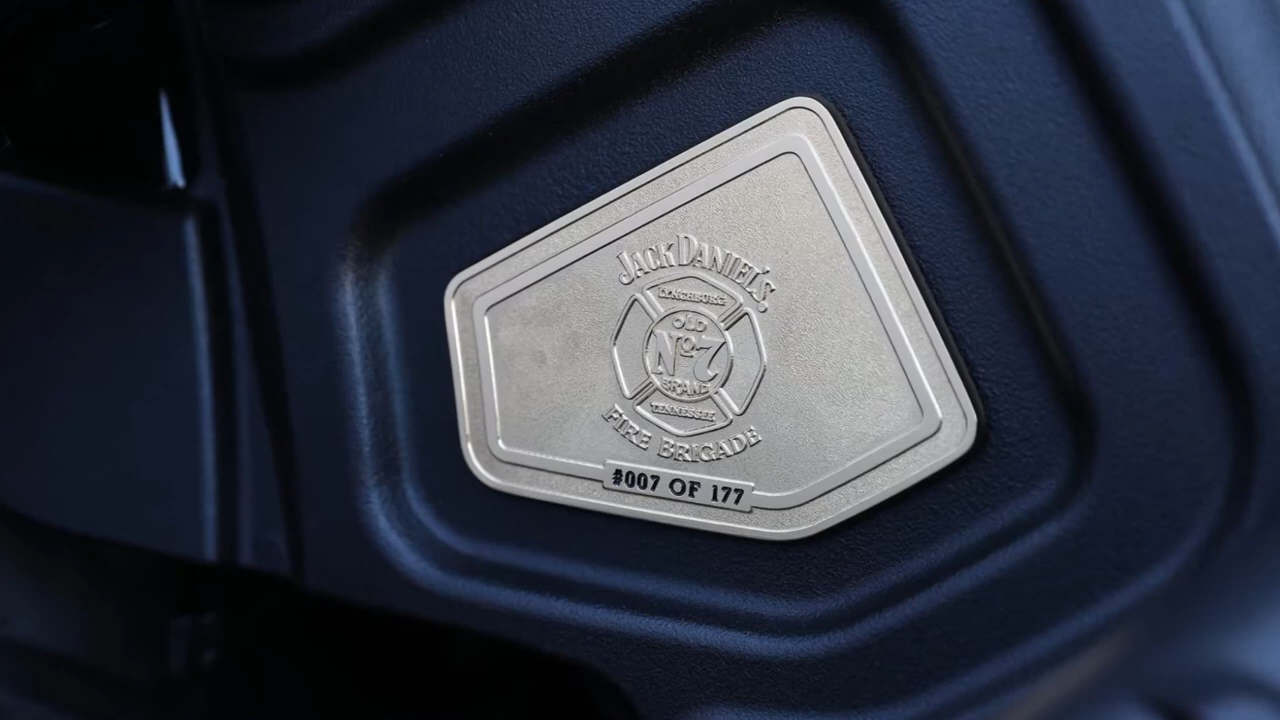 JACK DANIEL'S
LYNCHBURG
OLD
Nº7
BRAND
TENNESSEE
FIRE BRIGADE
#007 OF 177